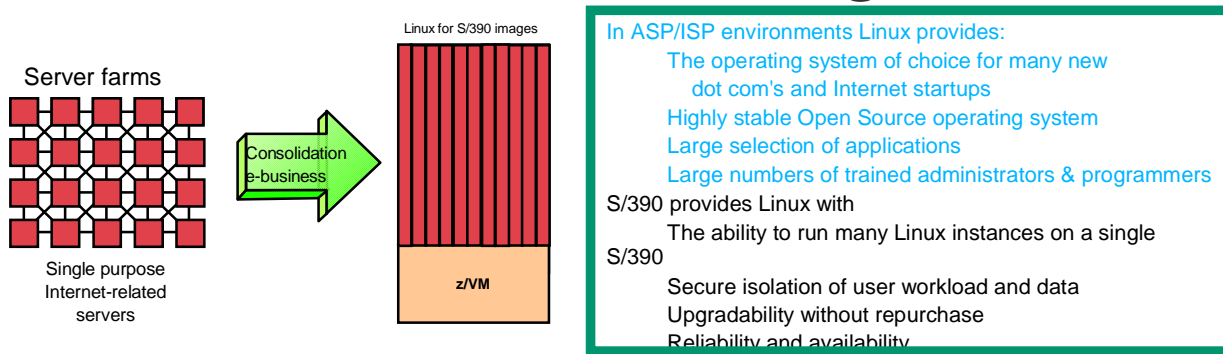 Server farms
Single purpose
Internet-related
servers
Consolidation
e-business
Linux for S/390 images
z/VM
In ASP/ISP environments Linux provides:
The operating system of choice for many new
dot com's and Internet startups
Highly stable Open Source operating system
Large selection of applications
Large numbers of trained administrators & programmers
S/390 provides Linux with
The ability to run many Linux instances on a single
S/390
Secure isolation of user workload and data
Upgradability without repurchase
Reliability and availability